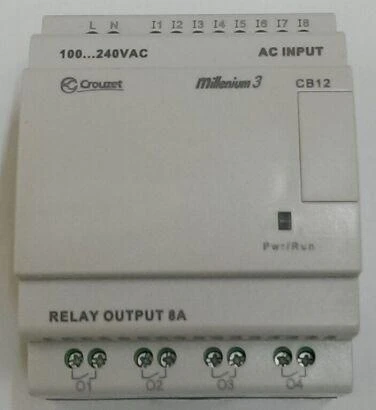 L N I1 I2 I3 I4 I5 I6 I7 I8
100...240VAC AC INPUT
Crouzet Millenium 3 CB12
Pwr/Run
RELAY OUTPUT 8A
O1 O2 O3 O4